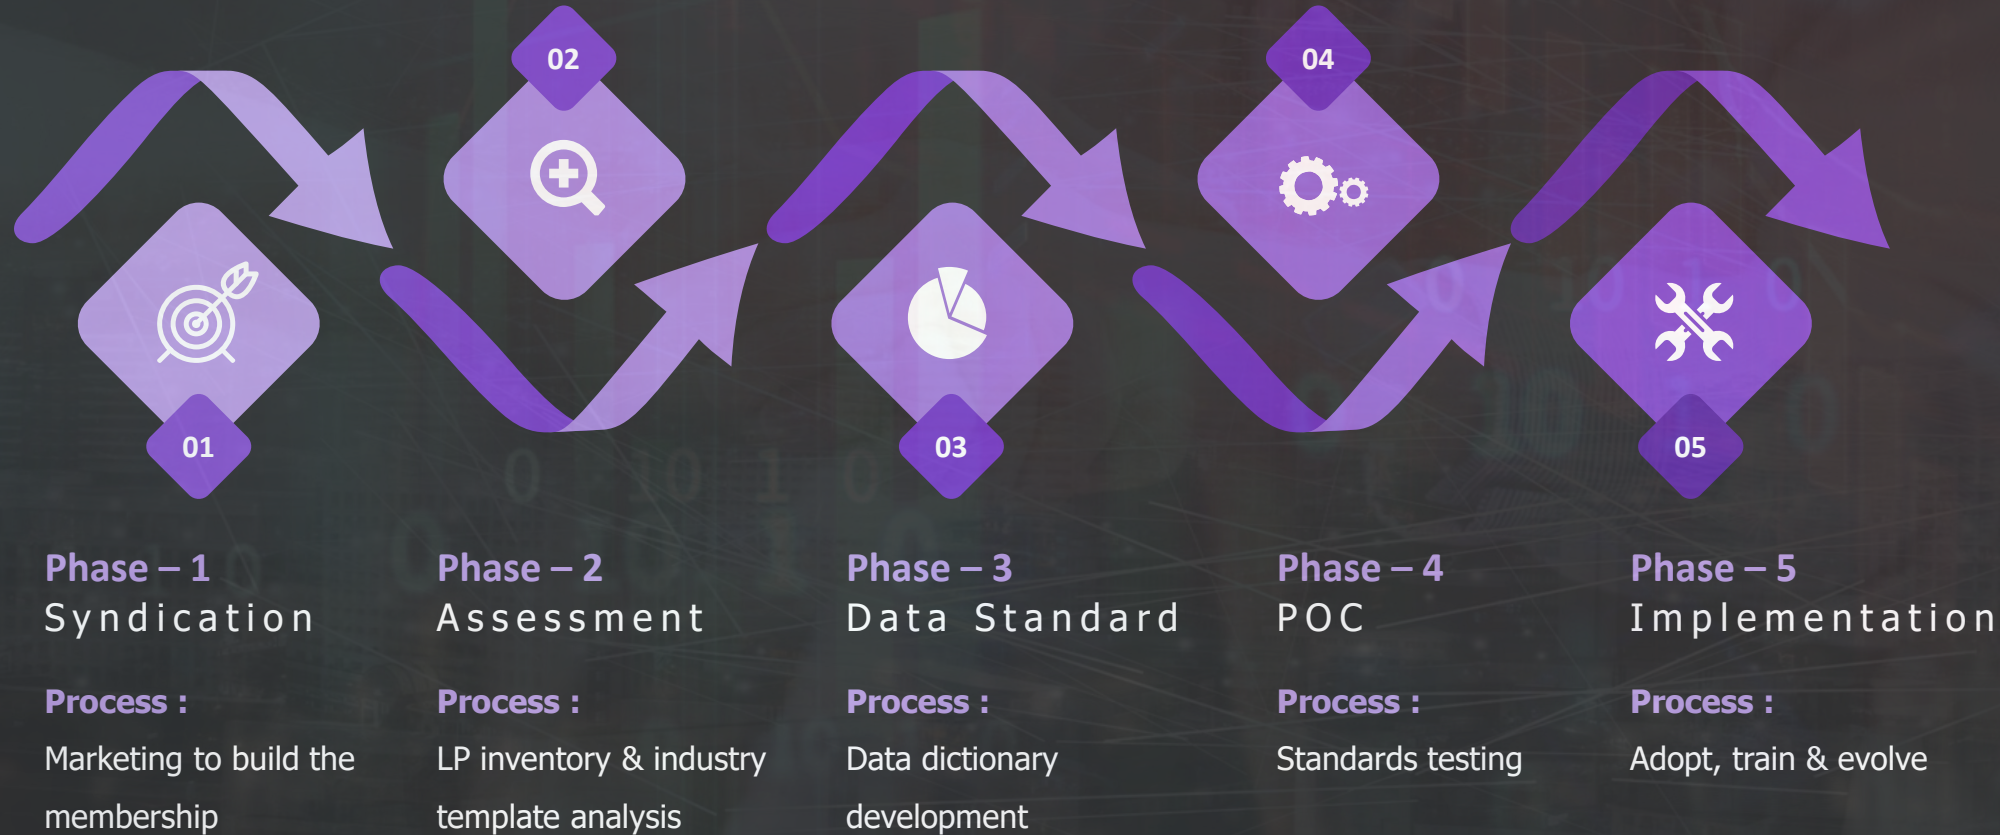 02
04
01
03
05
Phase – 1
Syndication
Process :
Marketing to build the
membership
Phase – 2
Assessment
Process :
LP inventory & industry
template analysis
Phase – 3
Data Standard
Process :
Data dictionary
development
Phase – 4
POC
Process :
Standards testing
Phase – 5
Implementation
Process :
Adopt, train & evolve